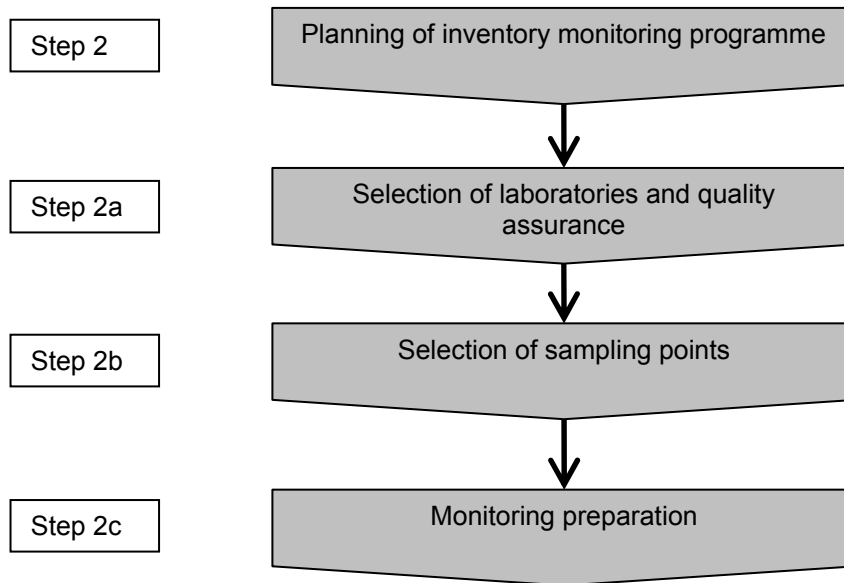 Step 2
Planning of inventory monitoring programme
Step 2a
Selection of laboratories and quality
assurance
Step 2b
Selection of sampling points
Step 2c
Monitoring preparation